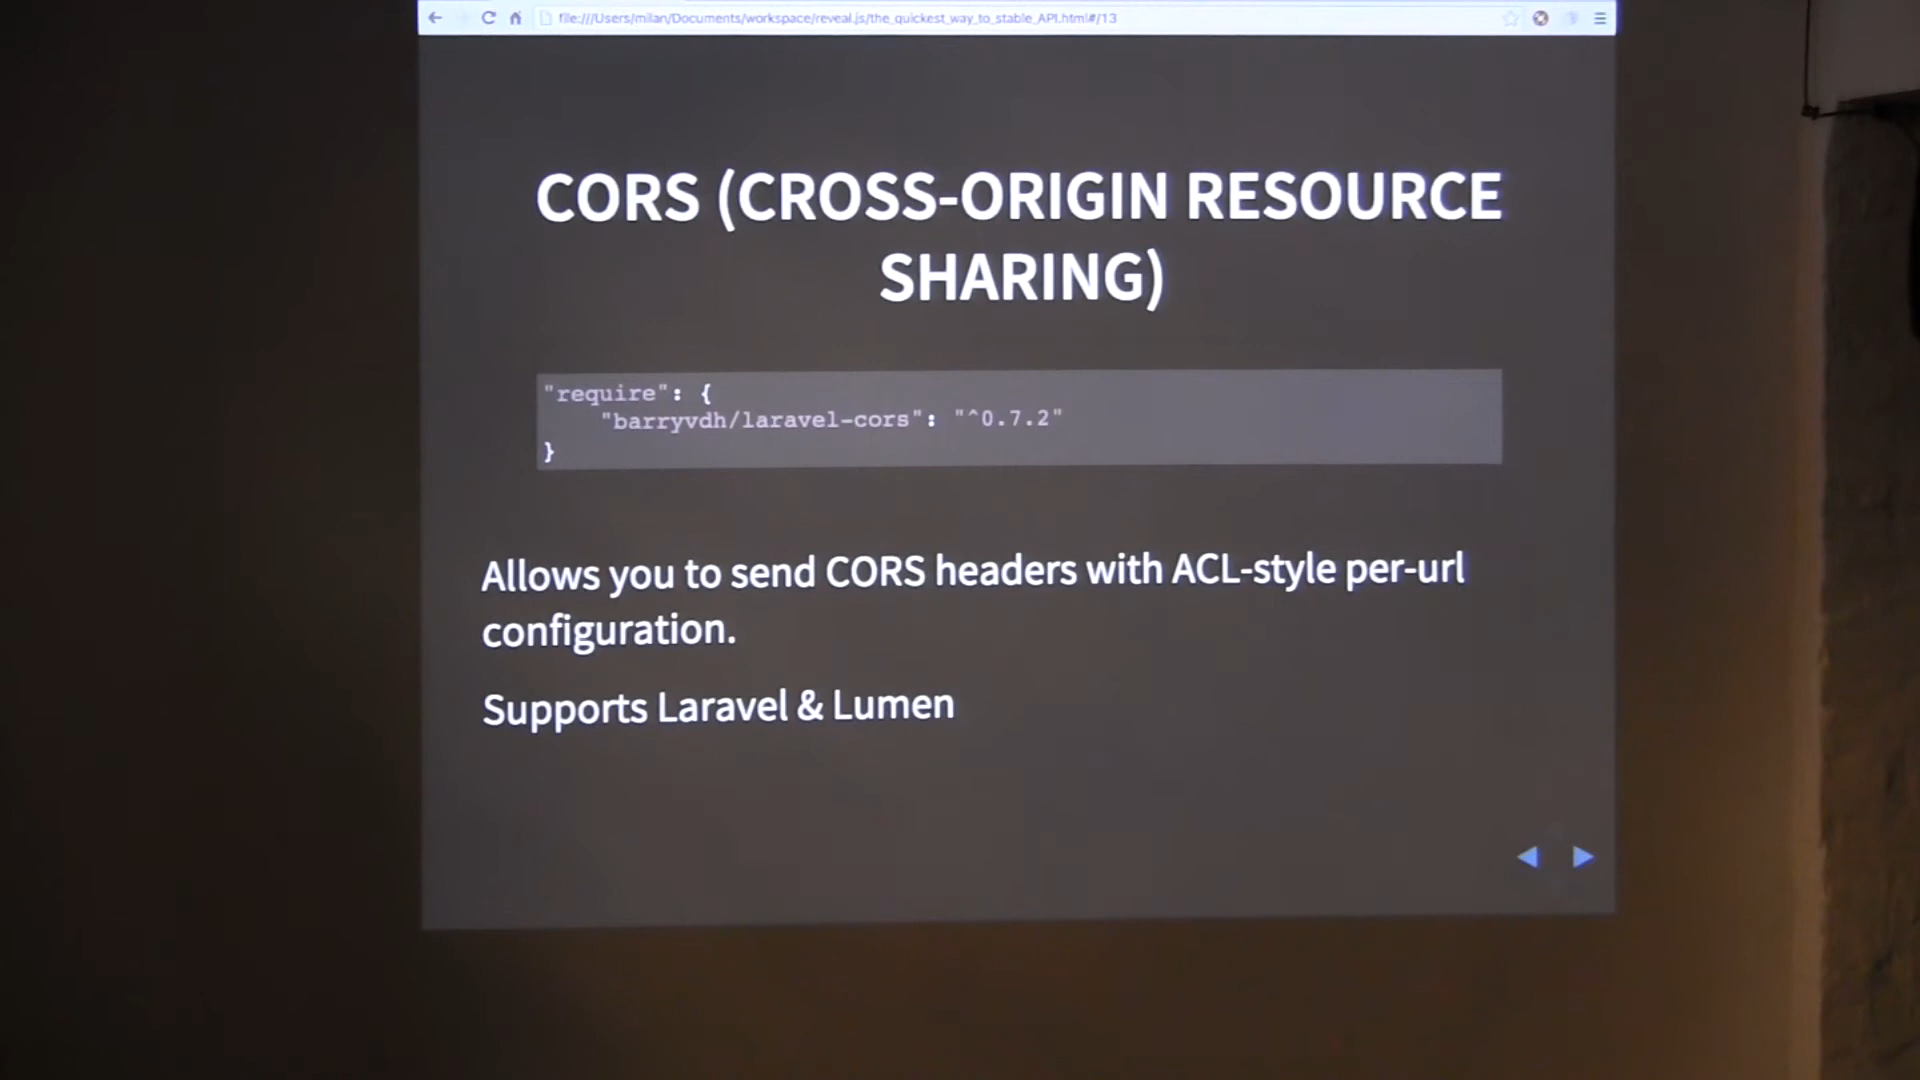 file:///Users/milan/Documents/workspace/reveal.js/the_quickest_way_to_stable_API.html#/13
CORS (CROSS-ORIGIN RESOURCE
SHARING)
"require": {
"barryvdh/laravel-cors": "^0.7.2"
}
Allows you to send CORS headers with ACL-style per-url
configuration.
Supports Laravel & Lumen